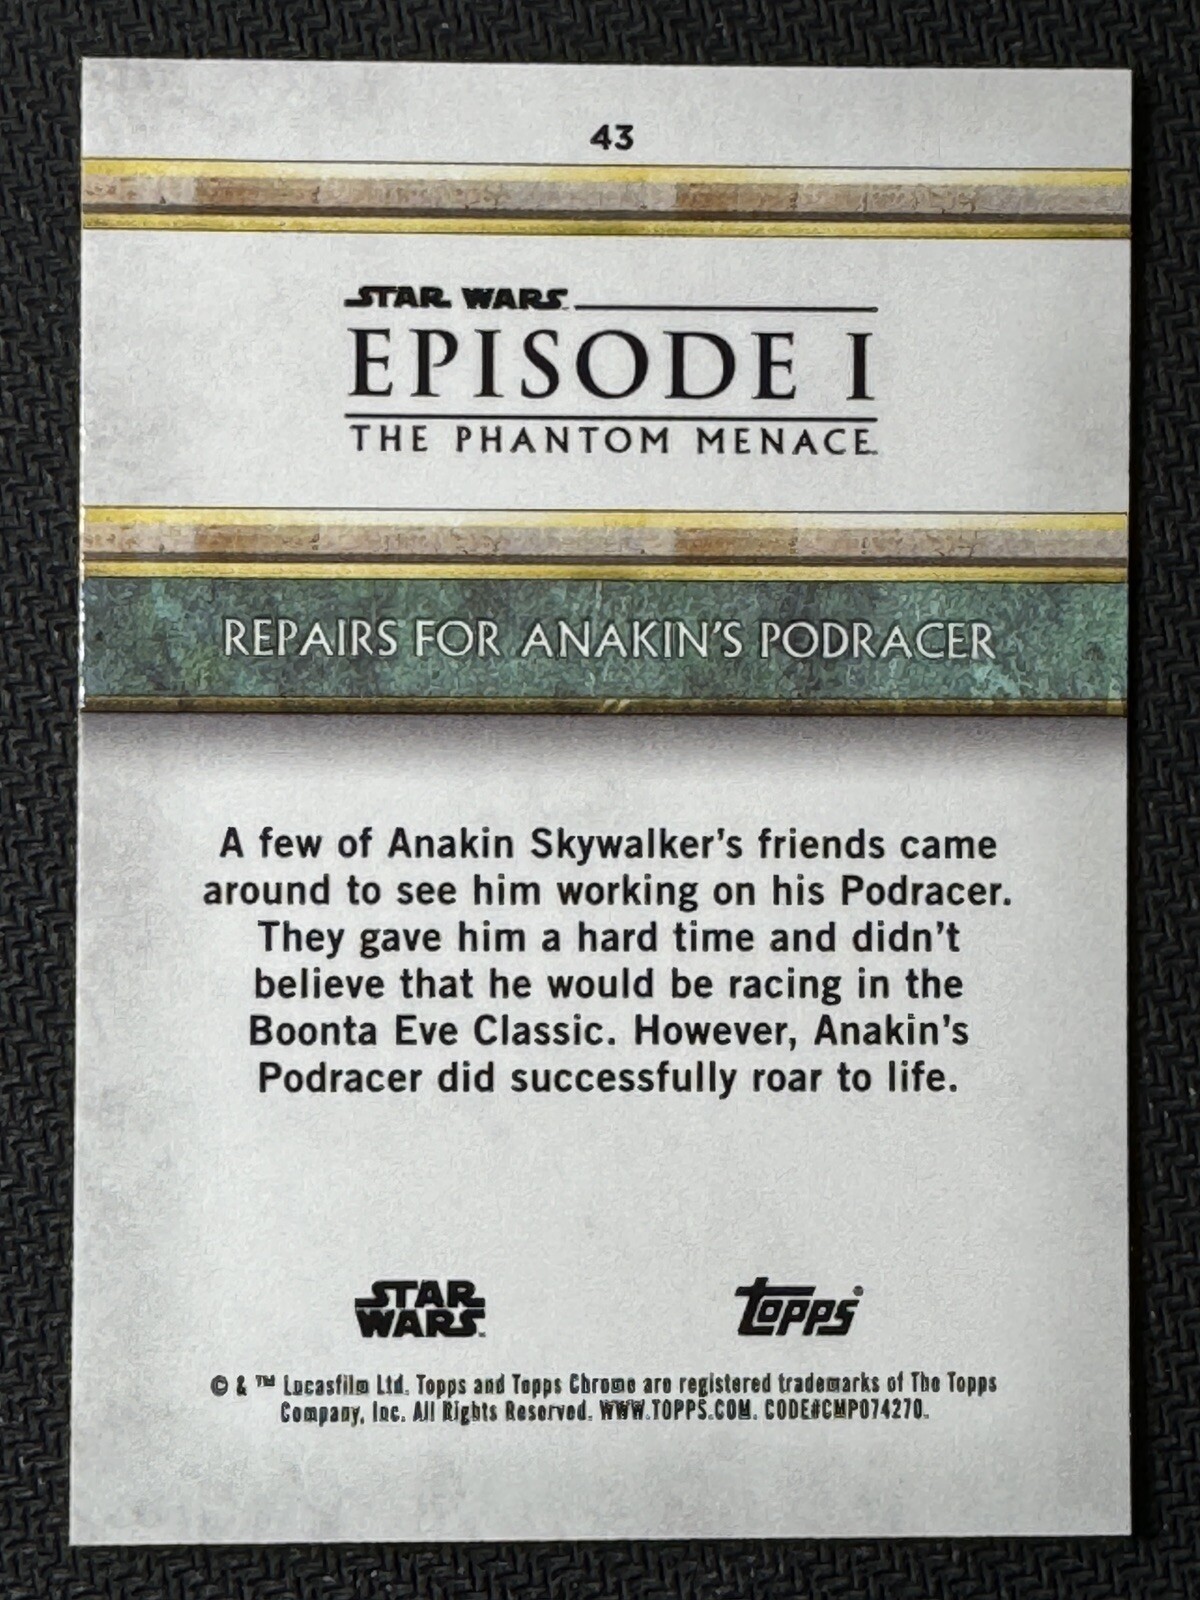 43
STAR WARS
EPISODE I
THE PHANTOM MENACE™
REPAIRS FOR ANAKIN'S PODRACER
A few of Anakin Skywalker's friends came
around to see him working on his Podracer.
They gave him a hard time and didn't
believe that he would be racing in the
Boonta Eve Classic. However, Anakin's
Podracer did successfully roar to life.
STAR
WARS™
Topps®
© & ™ Lucasfilm Ltd. Topps and Topps Chrome are registered trademarks of The Topps
Company, Inc. All Rights Reserved. WWW.TOPPS.COM. CODE#CMP074270.